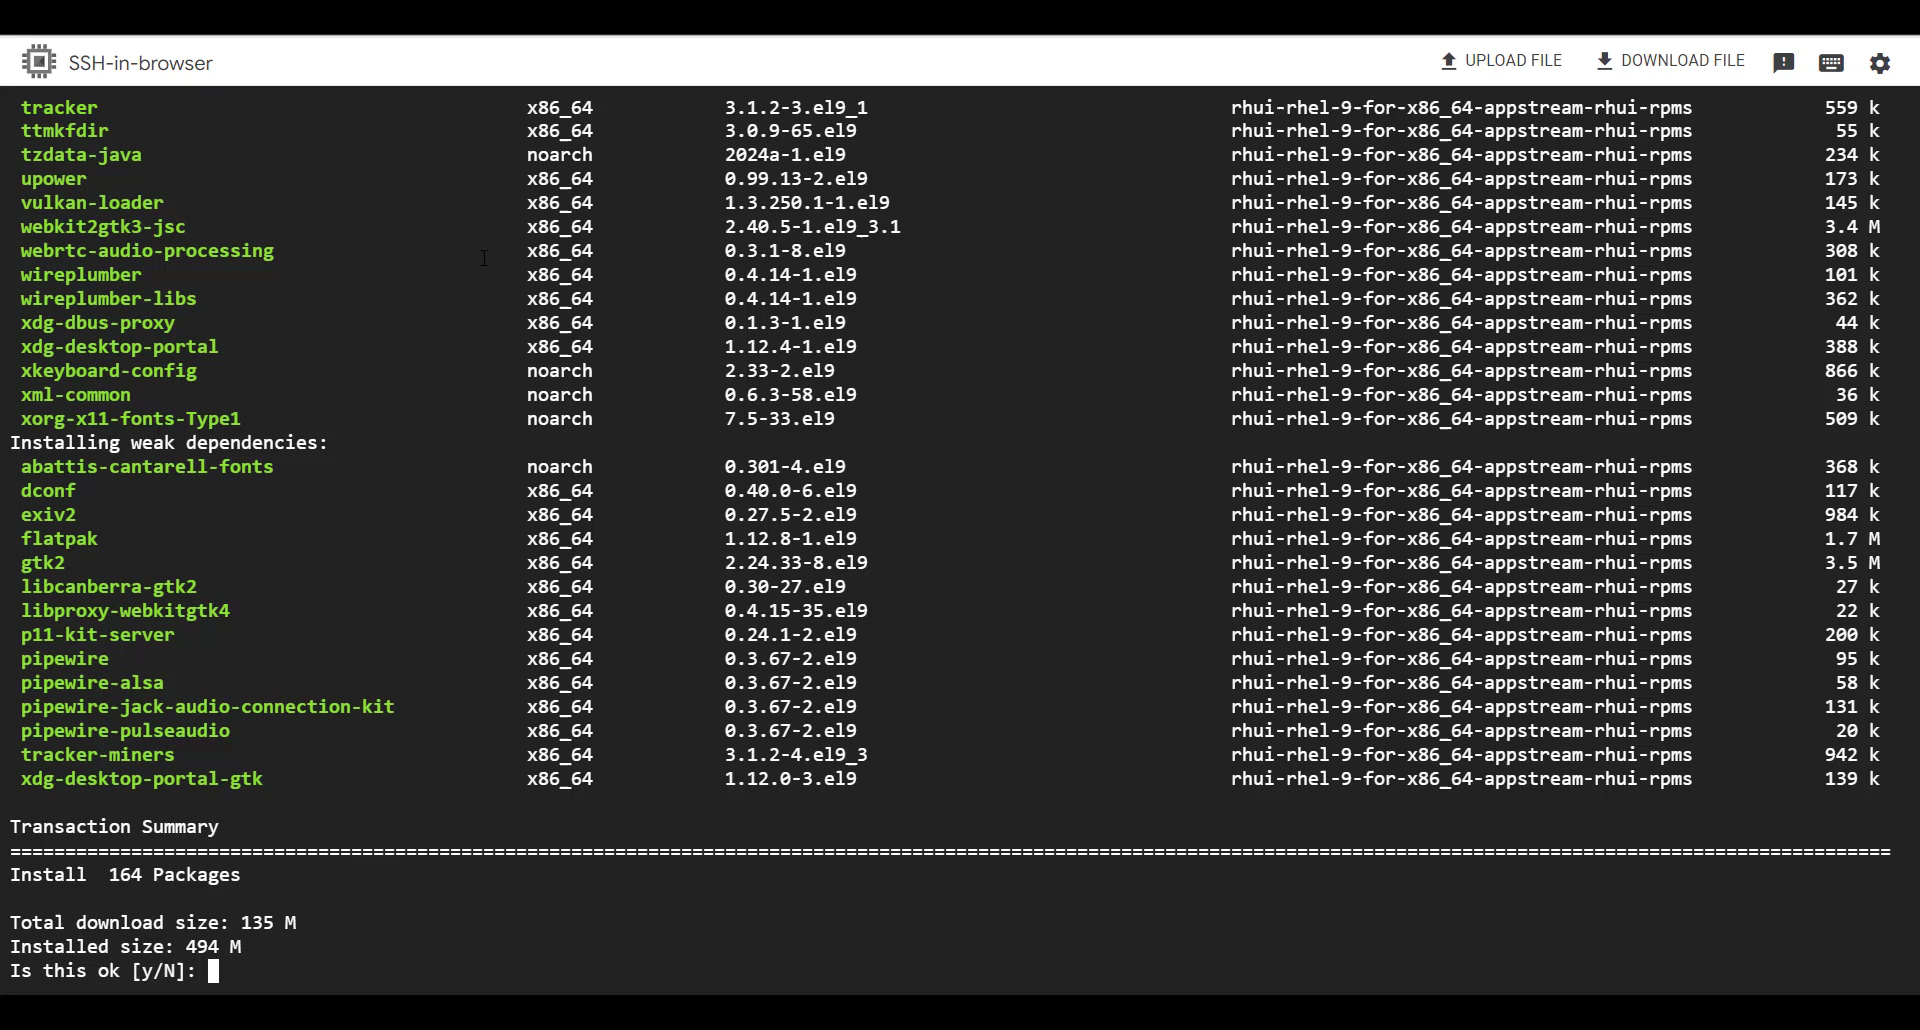 SSH-in-browser UPLOAD FILE DOWNLOAD FILE
tracker x86_64 3.1.2-3.el9_1 rhui-rhel-9-for-x86_64-appstream-rhui-rpms 559 k
ttmkfdir x86_64 3.0.9-65.el9 rhui-rhel-9-for-x86_64-appstream-rhui-rpms 55 k
tzdata-java noarch 2024a-1.el9 rhui-rhel-9-for-x86_64-appstream-rhui-rpms 234 k
upower x86_64 0.99.13-2.el9 rhui-rhel-9-for-x86_64-appstream-rhui-rpms 173 k
vulkan-loader x86_64 1.3.250.1-1.el9 rhui-rhel-9-for-x86_64-appstream-rhui-rpms 145 k
webkit2gtk3-jsc x86_64 2.40.5-1.el9_3.1 rhui-rhel-9-for-x86_64-appstream-rhui-rpms 3.4 M
webrtc-audio-processing x86_64 0.3.1-8.el9 rhui-rhel-9-for-x86_64-appstream-rhui-rpms 308 k
wireplumber x86_64 0.4.14-1.el9 rhui-rhel-9-for-x86_64-appstream-rhui-rpms 101 k
wireplumber-libs x86_64 0.4.14-1.el9 rhui-rhel-9-for-x86_64-appstream-rhui-rpms 362 k
xdg-dbus-proxy x86_64 0.1.3-1.el9 rhui-rhel-9-for-x86_64-appstream-rhui-rpms 44 k
xdg-desktop-portal x86_64 1.12.4-1.el9 rhui-rhel-9-for-x86_64-appstream-rhui-rpms 388 k
xkeyboard-config noarch 2.33-2.el9 rhui-rhel-9-for-x86_64-appstream-rhui-rpms 866 k
xml-common noarch 0.6.3-58.el9 rhui-rhel-9-for-x86_64-appstream-rhui-rpms 36 k
xorg-x11-fonts-Type1 noarch 7.5-33.el9 rhui-rhel-9-for-x86_64-appstream-rhui-rpms 509 k
Installing weak dependencies:
abattis-cantarell-fonts noarch 0.301-4.el9 rhui-rhel-9-for-x86_64-appstream-rhui-rpms 368 k
dconf x86_64 0.40.0-6.el9 rhui-rhel-9-for-x86_64-appstream-rhui-rpms 117 k
exiv2 x86_64 0.27.5-2.el9 rhui-rhel-9-for-x86_64-appstream-rhui-rpms 984 k
flatpak x86_64 1.12.8-1.el9 rhui-rhel-9-for-x86_64-appstream-rhui-rpms 1.7 M
gtk2 x86_64 2.24.33-8.el9 rhui-rhel-9-for-x86_64-appstream-rhui-rpms 3.5 M
libcanberra-gtk2 x86_64 0.30-27.el9 rhui-rhel-9-for-x86_64-appstream-rhui-rpms 27 k
libproxy-webkitgtk4 x86_64 0.4.15-35.el9 rhui-rhel-9-for-x86_64-appstream-rhui-rpms 22 k
p11-kit-server x86_64 0.24.1-2.el9 rhui-rhel-9-for-x86_64-appstream-rhui-rpms 200 k
pipewire x86_64 0.3.67-2.el9 rhui-rhel-9-for-x86_64-appstream-rhui-rpms 95 k
pipewire-alsa x86_64 0.3.67-2.el9 rhui-rhel-9-for-x86_64-appstream-rhui-rpms 58 k
pipewire-jack-audio-connection-kit x86_64 0.3.67-2.el9 rhui-rhel-9-for-x86_64-appstream-rhui-rpms 131 k
pipewire-pulseaudio x86_64 0.3.67-2.el9 rhui-rhel-9-for-x86_64-appstream-rhui-rpms 20 k
tracker-miners x86_64 3.1.2-4.el9_3 rhui-rhel-9-for-x86_64-appstream-rhui-rpms 942 k
xdg-desktop-portal-gtk x86_64 1.12.0-3.el9 rhui-rhel-9-for-x86_64-appstream-rhui-rpms 139 k
Transaction Summary
================================================================================
Install 164 Packages
Total download size: 135 M
Installed size: 494 M
Is this ok [y/N]: